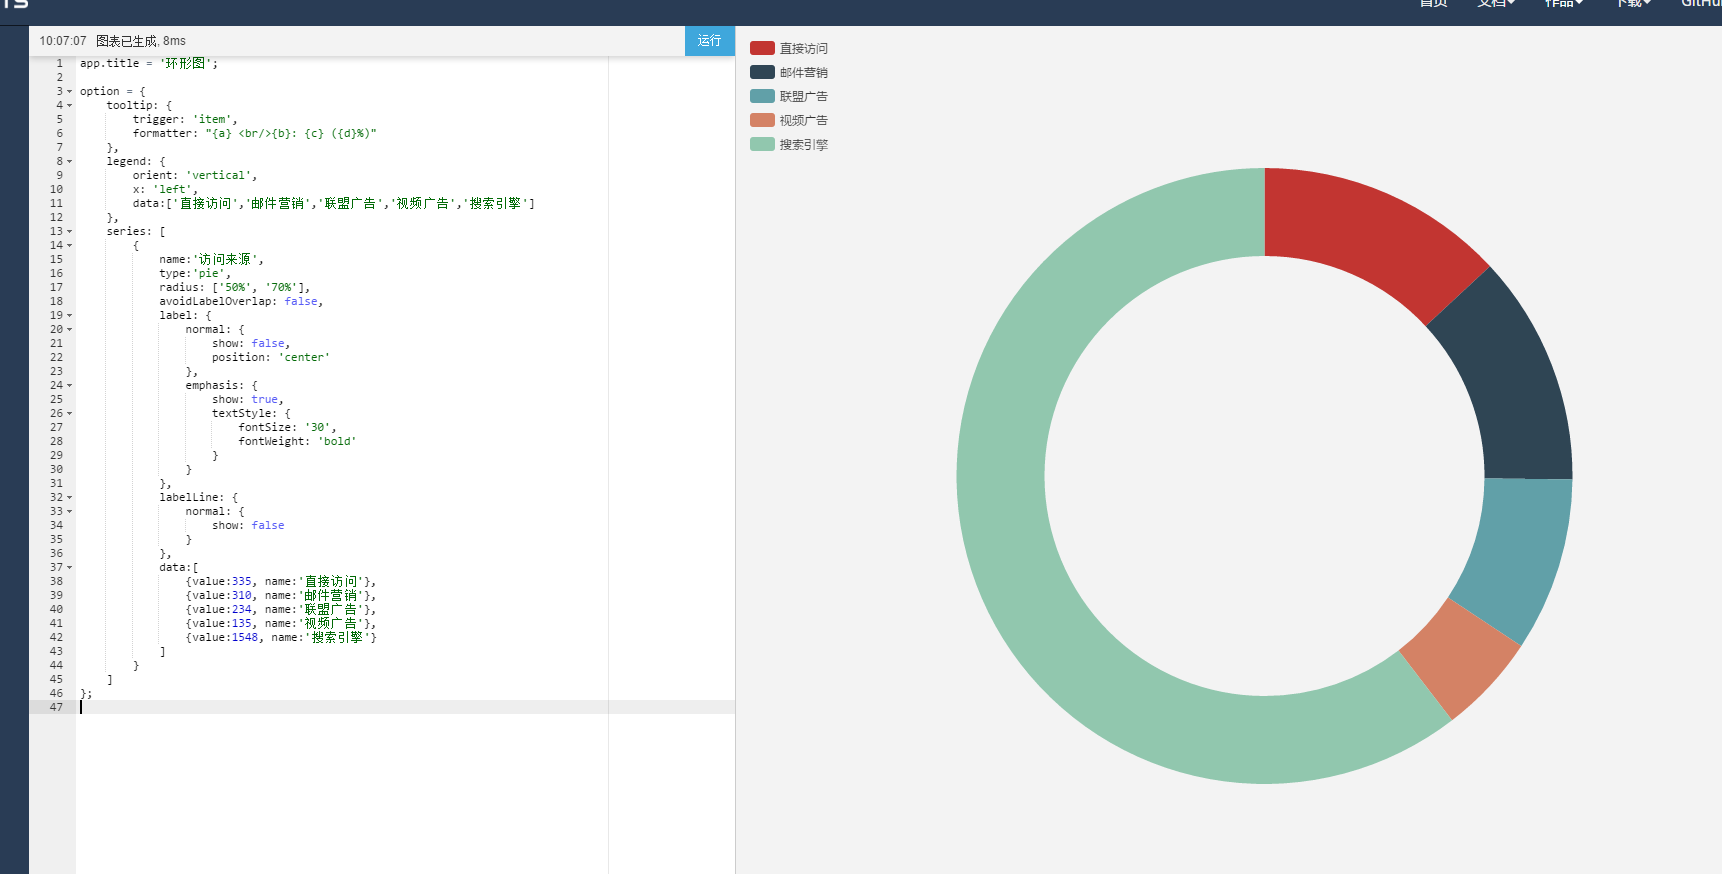 TS
首页 文档 作品 下载 GitHu
10:07:07 图表已生成, 8ms 运行
1 app.title = '环形图';
2
3 option = {
4 tooltip: {
5 trigger: 'item',
6 formatter: "{a} <br/>{b}: {c} ({d}%)"
7 },
8 legend: {
9 orient: 'vertical',
10 x: 'left',
11 data:['直接访问','邮件营销','联盟广告','视频广告','搜索引擎']
12 },
13 series: [
14 {
15 name:'访问来源',
16 type:'pie',
17 radius: ['50%', '70%'],
18 avoidLabelOverlap: false,
19 label: {
20 normal: {
21 show: false,
22 position: 'center'
23 },
24 emphasis: {
25 show: true,
26 textStyle: {
27 fontSize: '30',
28 fontWeight: 'bold'
29 }
30 }
31 },
32 labelLine: {
33 normal: {
34 show: false
35 }
36 },
37 data:[
38 {value:335, name:'直接访问'},
39 {value:310, name:'邮件营销'},
40 {value:234, name:'联盟广告'},
41 {value:135, name:'视频广告'},
42 {value:1548, name:'搜索引擎'}
43 ]
44 }
45 ]
46 };
47
直接访问
邮件营销
联盟广告
视频广告
搜索引擎